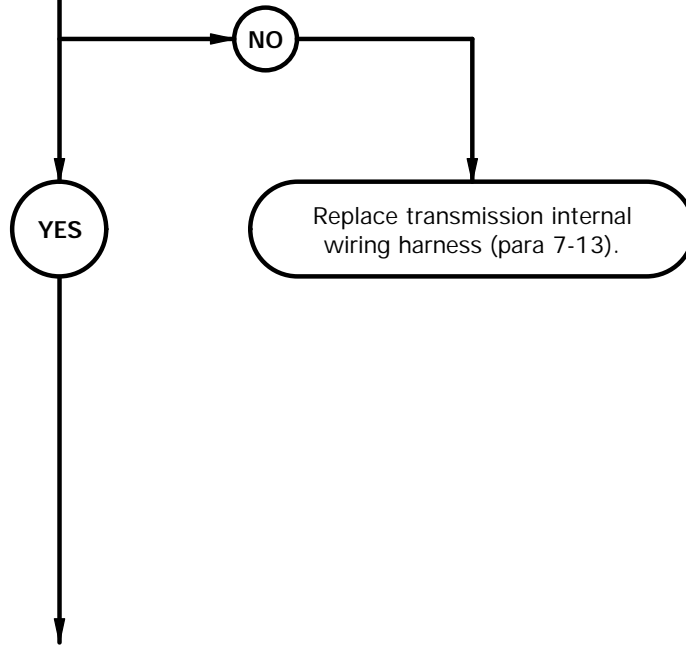 NO
YES
Replace transmission internal
wiring harness (para 7-13).